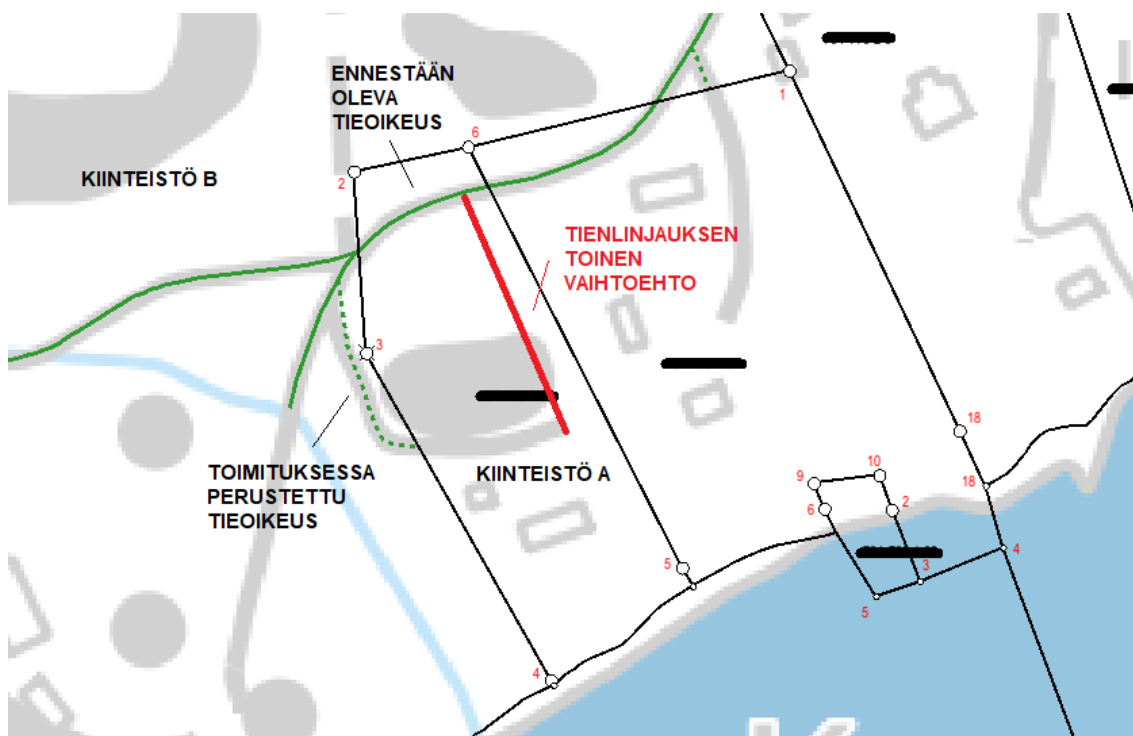 1
ENNESTÄÄN
OLEVA
TIEOIKEUS
6
2
KIINTEISTÖ B
TIENLINJAUKSEN
TOINEN
VAIHTOEHTO
3
TOIMITUKSESSA
PERUSTETTU
TIEOIKEUS
KIINTEISTÖ A
18
10
9
18
6
2
4
5
3
5
4